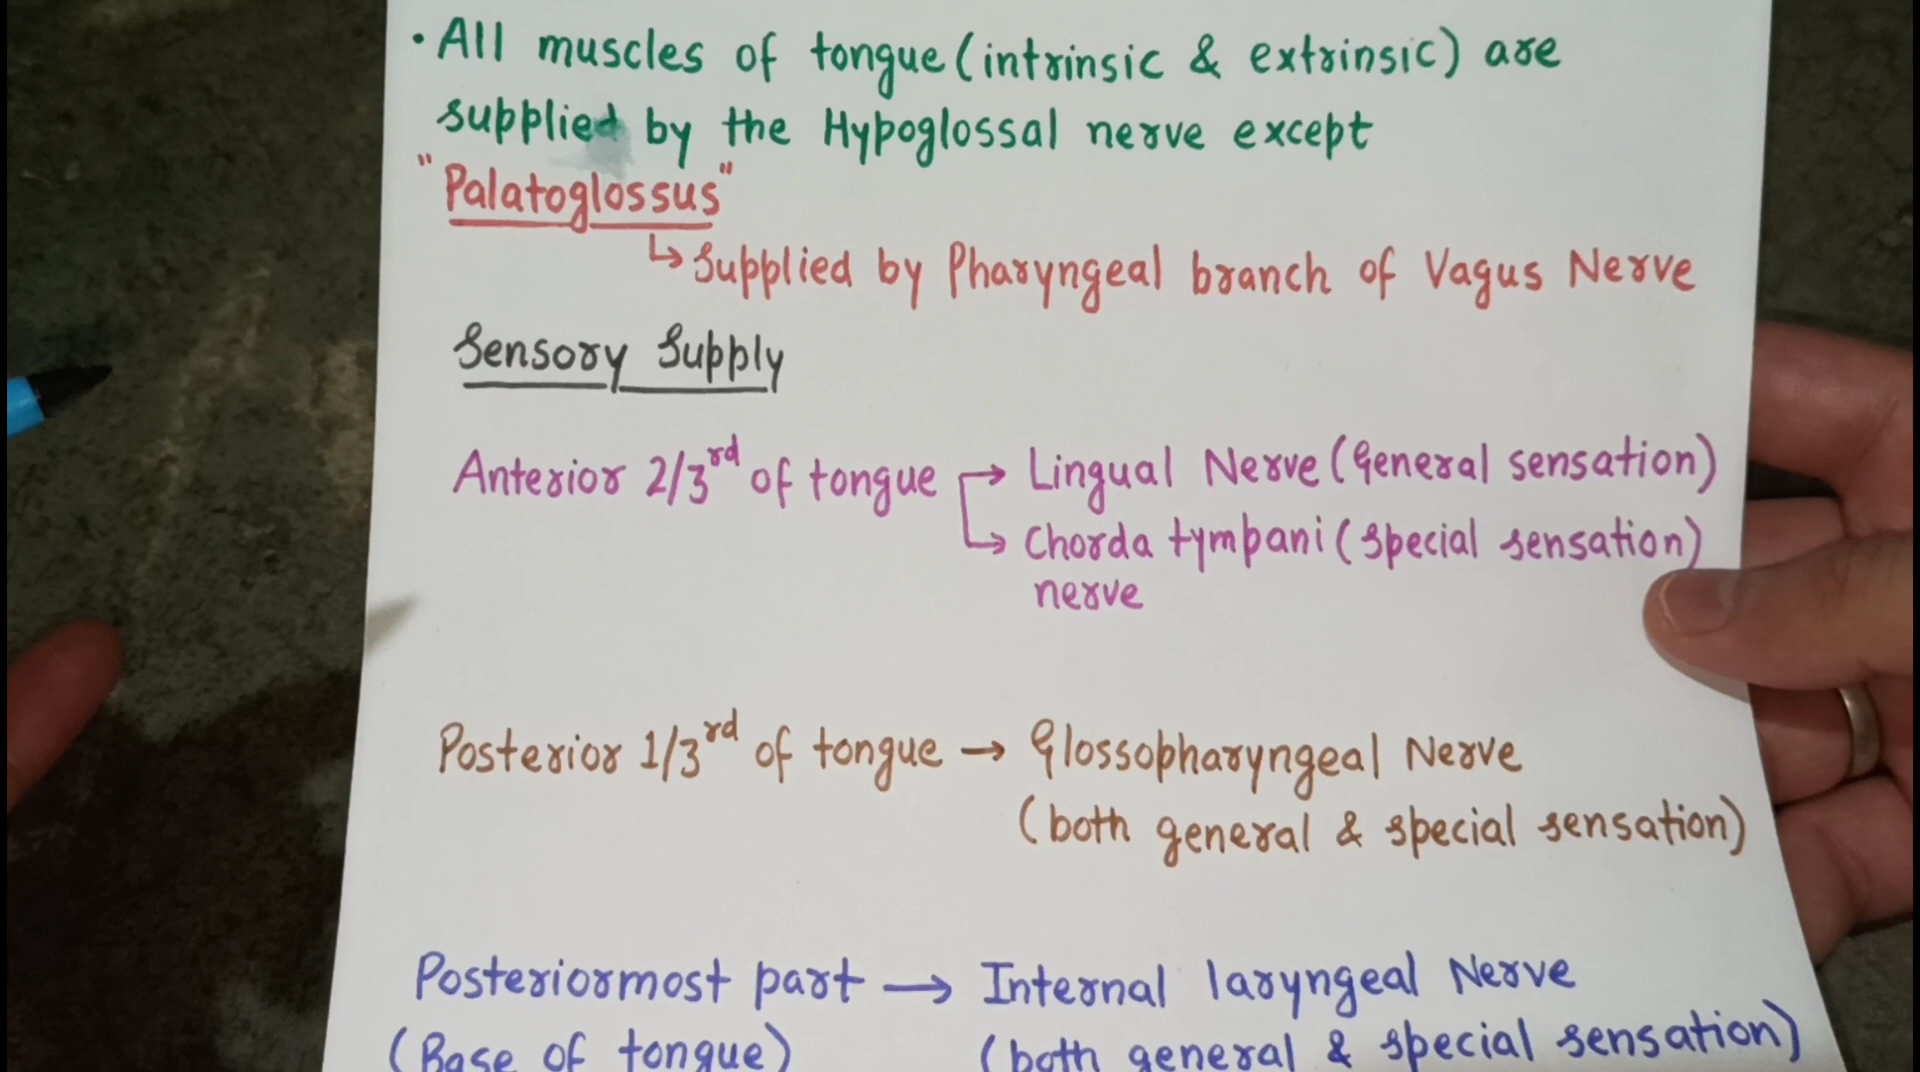 • All muscles of tongue (intrinsic & extrinsic) are
supplied by the Hypoglossal nerve except
"Palatoglossus"
↳ Supplied by Pharyngeal branch of Vagus Nerve
Sensory Supply
Anterior 2/3rd of tongue → Lingual Nerve (General sensation)
↳ Chorda tympani (special sensation)
nerve
Posterior 1/3rd of tongue → Glossopharyngeal Nerve
(both general & special sensation)
Posteriormost part → Internal laryngeal Nerve
(Base of tongue) (both general & special sensation)